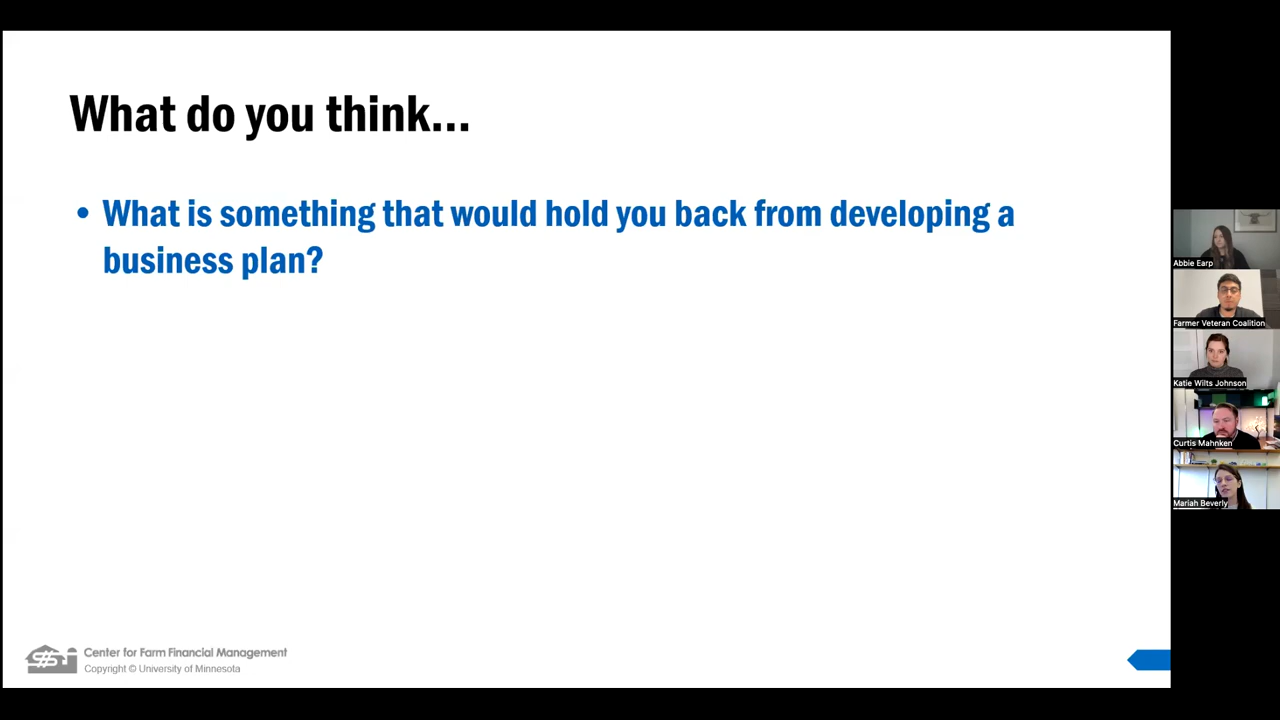 What do you think...
• What is something that would hold you back from developing a
business plan?
Abbie Earp
Farmer Veteran Coalition
Katie Wilts Johnson
Curtis Mahnken
Mariah Beverly
Center for Farm Financial Management
Copyright © University of Minnesota